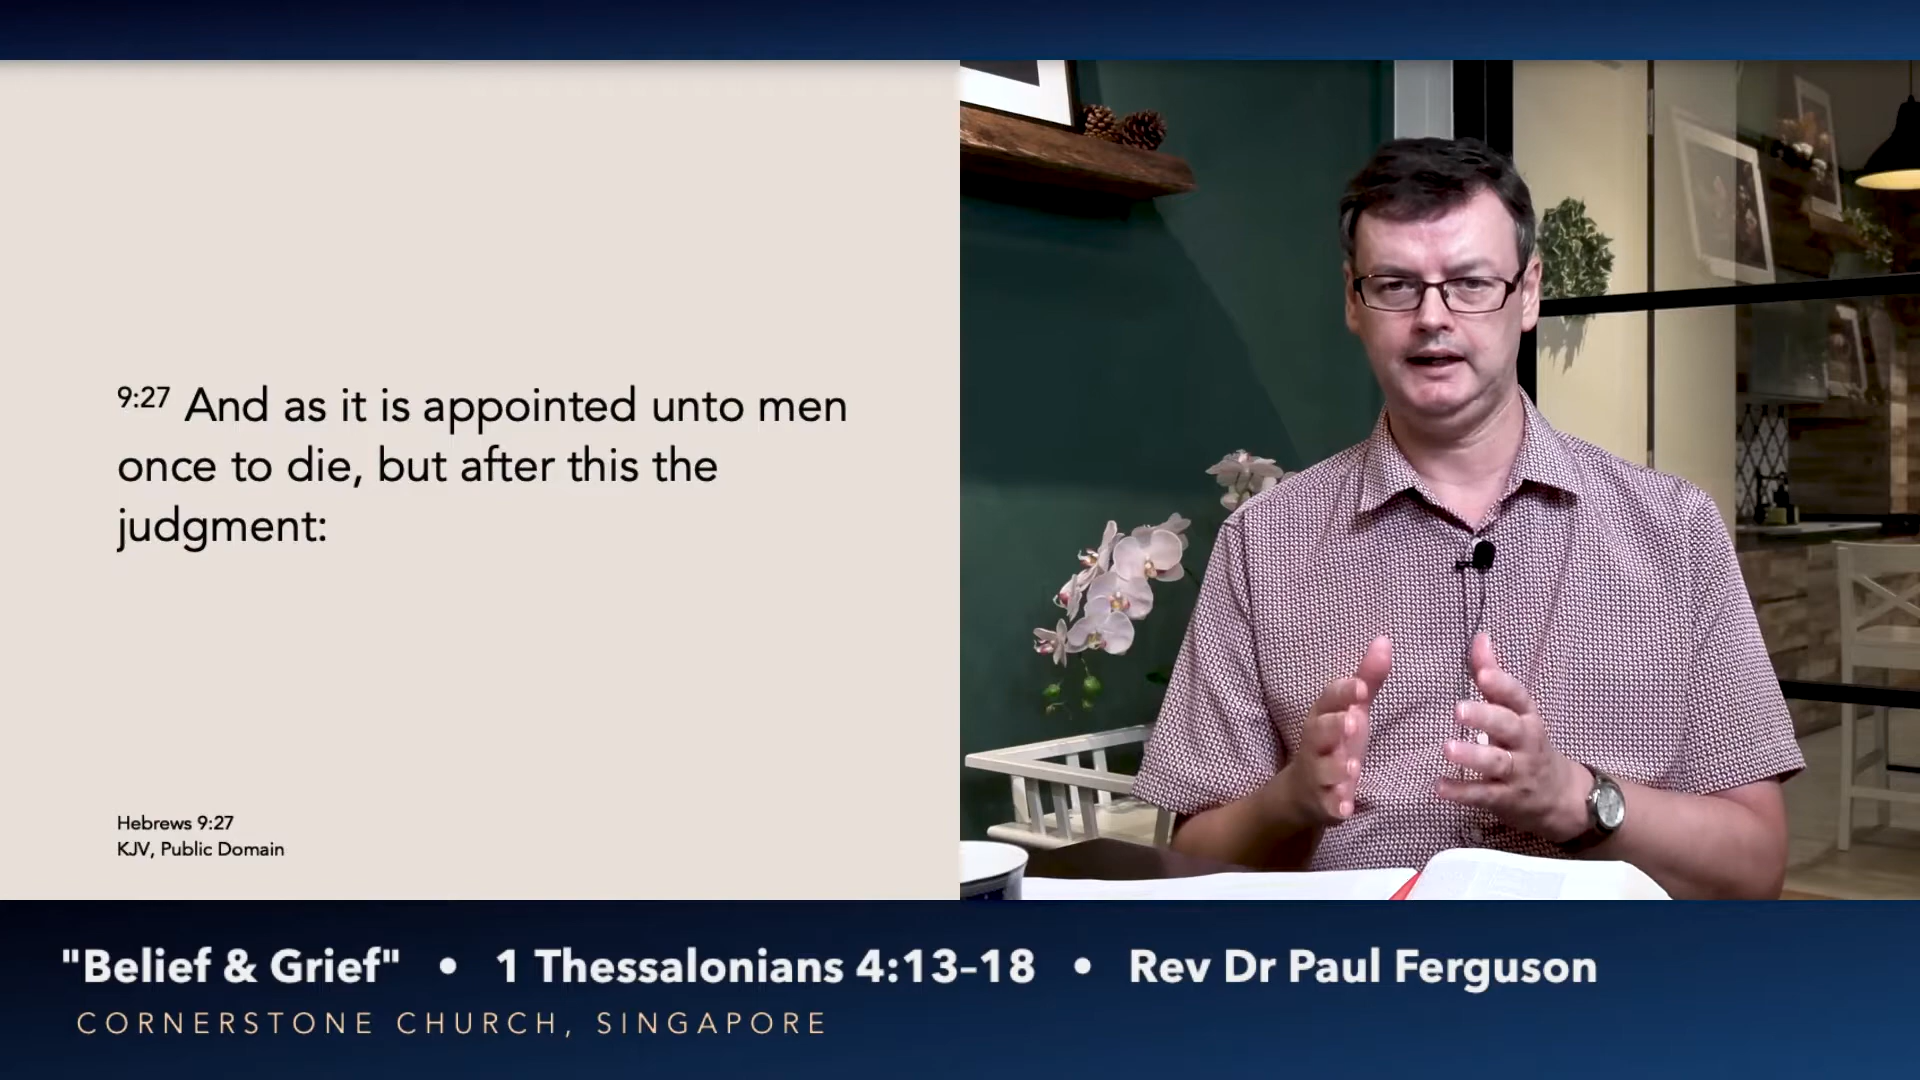 9:27 And as it is appointed unto men
once to die, but after this the
judgment:
Hebrews 9:27
KJV, Public Domain
"Belief & Grief" • 1 Thessalonians 4:13–18 • Rev Dr Paul Ferguson
CORNERSTONE CHURCH, SINGAPORE